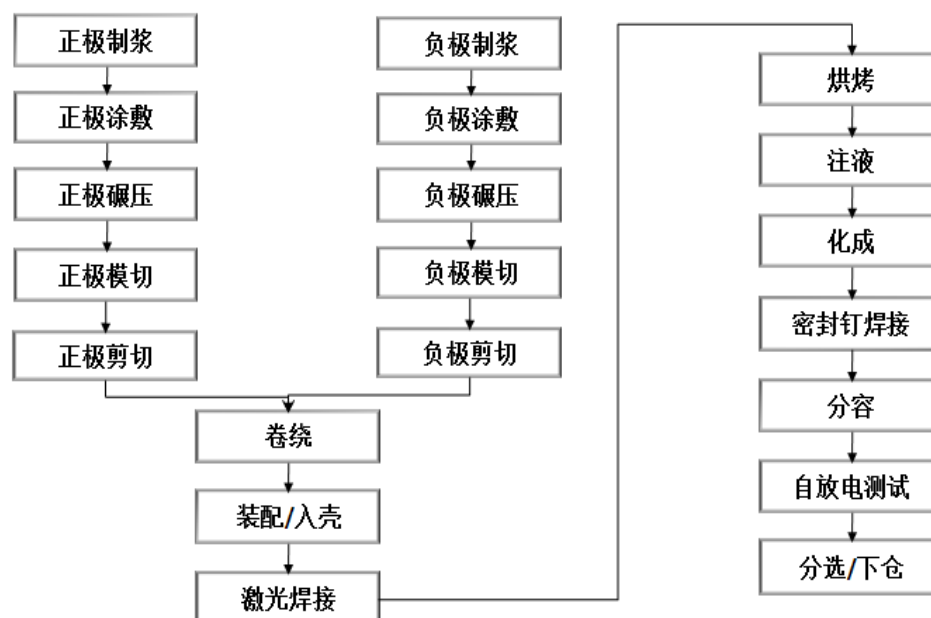 正极制浆
正极涂敷
正极碾压
正极模切
正极剪切
负极制浆
负极涂敷
负极碾压
负极模切
负极剪切
卷绕
装配/入壳
激光焊接
烘烤
注液
化成
密封钉焊接
分容
自放电测试
分选/下仓